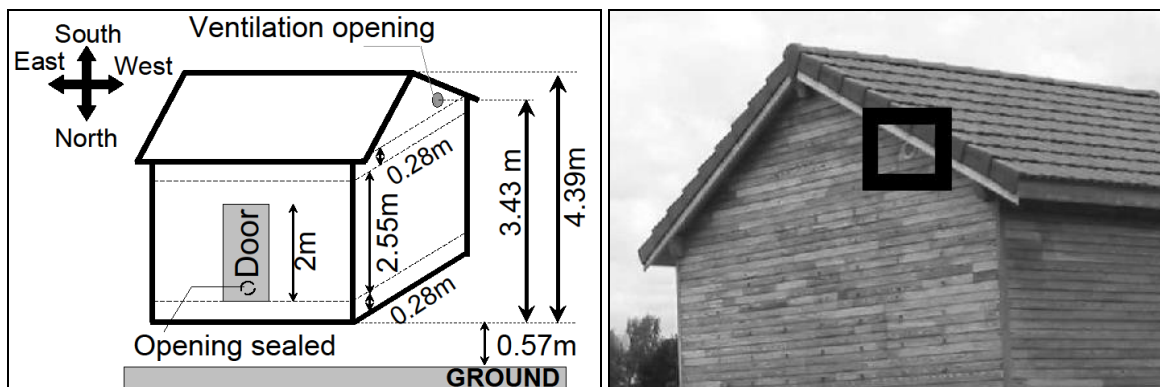 South
East West
North
Ventilation opening
0.28m
3.43 m
4.39m
2.55m
Door
2m
0.28m
Opening sealed
0.57m
GROUND